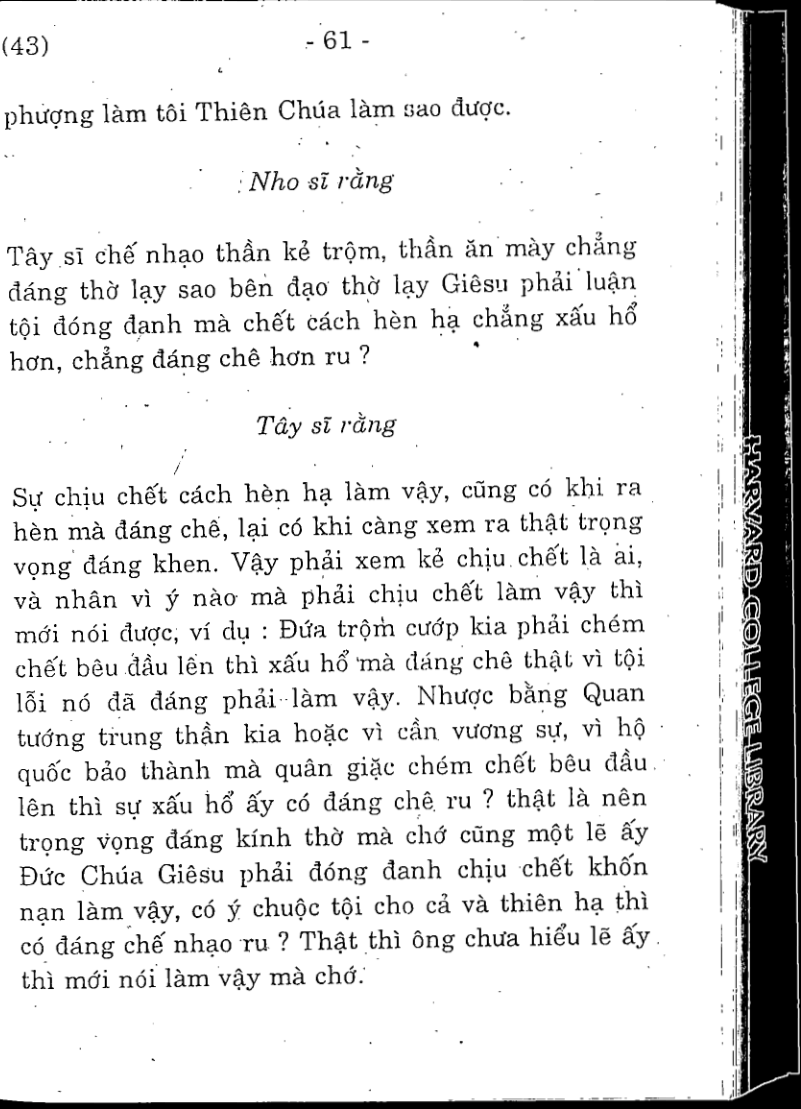 (43)
- 61 -
phượng làm tôi Thiên Chúa làm sao được.
Nho sĩ rằng
Tây sĩ chế nhạo thần kẻ trộm, thần ăn mày chẳng
đáng thờ lạy sao bên đạo thờ lạy Giêsu phải luận
tội đóng đanh mà chết cách hèn hạ chẳng xấu hổ
hơn, chẳng đáng chê hơn ru ?
Tây sĩ rằng
Sự chịu chết cách hèn hạ làm vậy, cũng có khi ra
hèn mà đáng chê, lại có khi càng xem ra thật trọng
vọng đáng khen. Vậy phải xem kẻ chịu chết là ai,
và nhân vì ý nào mà phải chịu chết làm vậy thì
mới nói được, ví dụ : Đứa trộm cướp kia phải chém
chết bêu đầu lên thì xấu hổ mà đáng chê thật vì tội
lỗi nó đã đáng phải làm vậy. Nhược bằng Quan
tướng trung thần kia hoặc vì cần vương sự, vì hộ
quốc bảo thành mà quân giặc chém chết bêu đầu
lên thì sự xấu hổ ấy có đáng chê ru ? thật là nên
trọng vọng đáng kính thờ mà chớ cũng một lẽ ấy
Đức Chúa Giêsu phải đóng đanh chịu chết khốn
nạn làm vậy, có ý chuộc tội cho cả và thiên hạ thì
có đáng chế nhạo ru ? Thật thì ông chưa hiểu lẽ ấy
thì mới nói làm vậy mà chớ.
HARVARD COLLEGE LIBRARY